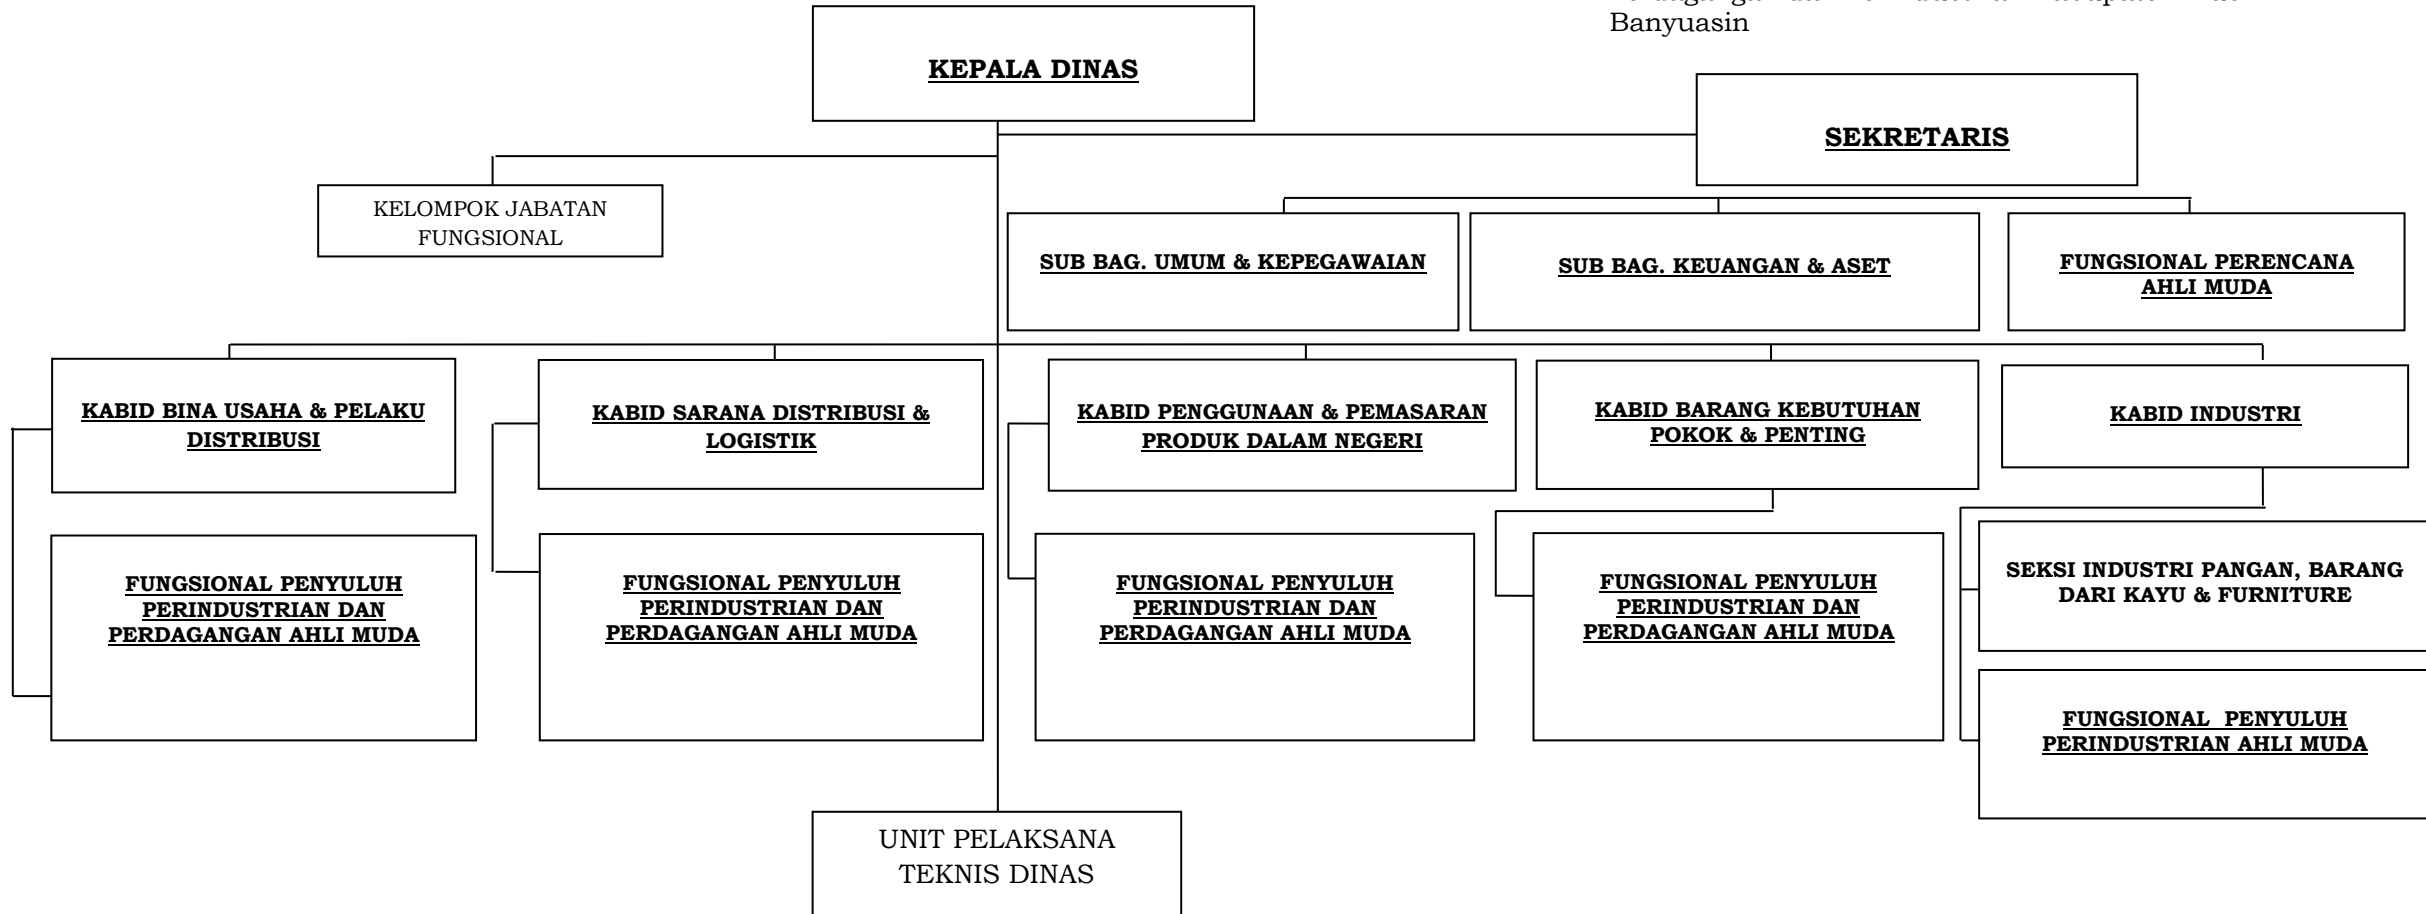 Banyuasin
KEPALA DINAS
SEKRETARIS
KELOMPOK JABATAN
FUNGSIONAL
SUB BAG. UMUM & KEPEGAWAIAN
SUB BAG. KEUANGAN & ASET
FUNGSIONAL PERENCANA
AHLI MUDA
KABID BINA USAHA & PELAKU
DISTRIBUSI
KABID SARANA DISTRIBUSI &
LOGISTIK
KABID PENGGUNAAN & PEMASARAN
PRODUK DALAM NEGERI
KABID BARANG KEBUTUHAN
POKOK & PENTING
KABID INDUSTRI
FUNGSIONAL PENYULUH
PERINDUSTRIAN DAN
PERDAGANGAN AHLI MUDA
FUNGSIONAL PENYULUH
PERINDUSTRIAN DAN
PERDAGANGAN AHLI MUDA
FUNGSIONAL PENYULUH
PERINDUSTRIAN DAN
PERDAGANGAN AHLI MUDA
FUNGSIONAL PENYULUH
PERINDUSTRIAN DAN
PERDAGANGAN AHLI MUDA
SEKSI INDUSTRI PANGAN, BARANG
DARI KAYU & FURNITURE
FUNGSIONAL PENYULUH
PERINDUSTRIAN AHLI MUDA
UNIT PELAKSANA
TEKNIS DINAS